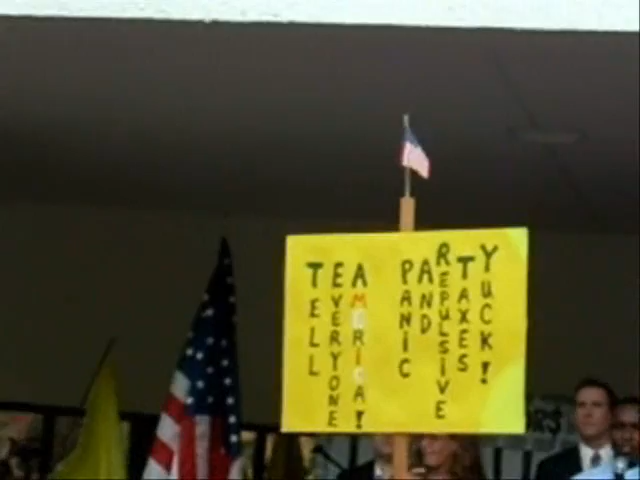 TELL
EVERYONE
AMERICA!
PANIC
AND
REPULSIVE
TAXES
YUCK!